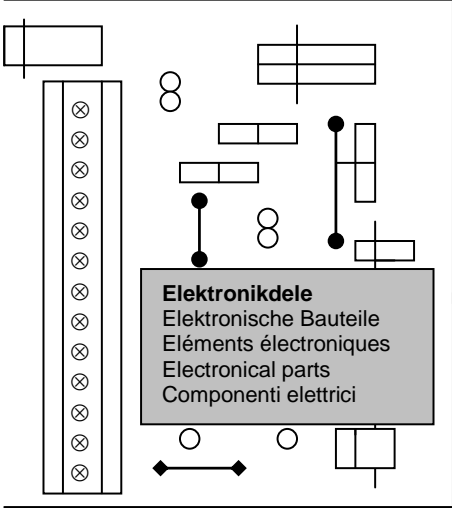 Elektronikdele
Elektronische Bauteile
Eléments électroniques
Electronical parts
Componenti elettrici